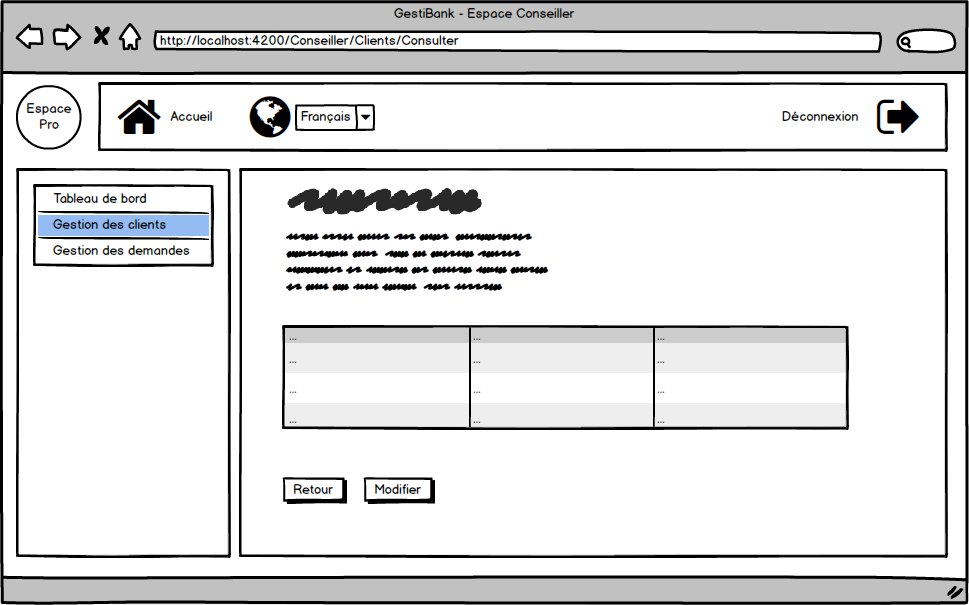 GestiBank - Espace Conseiller
http://localhost:4200/Conseiller/Clients/Consulter
Espace
Pro
Accueil
Français
Déconnexion
Tableau de bord
Gestion des clients
Gestion des demandes
... ... ...
... ... ...
... ... ...
... ... ...
Retour
Modifier